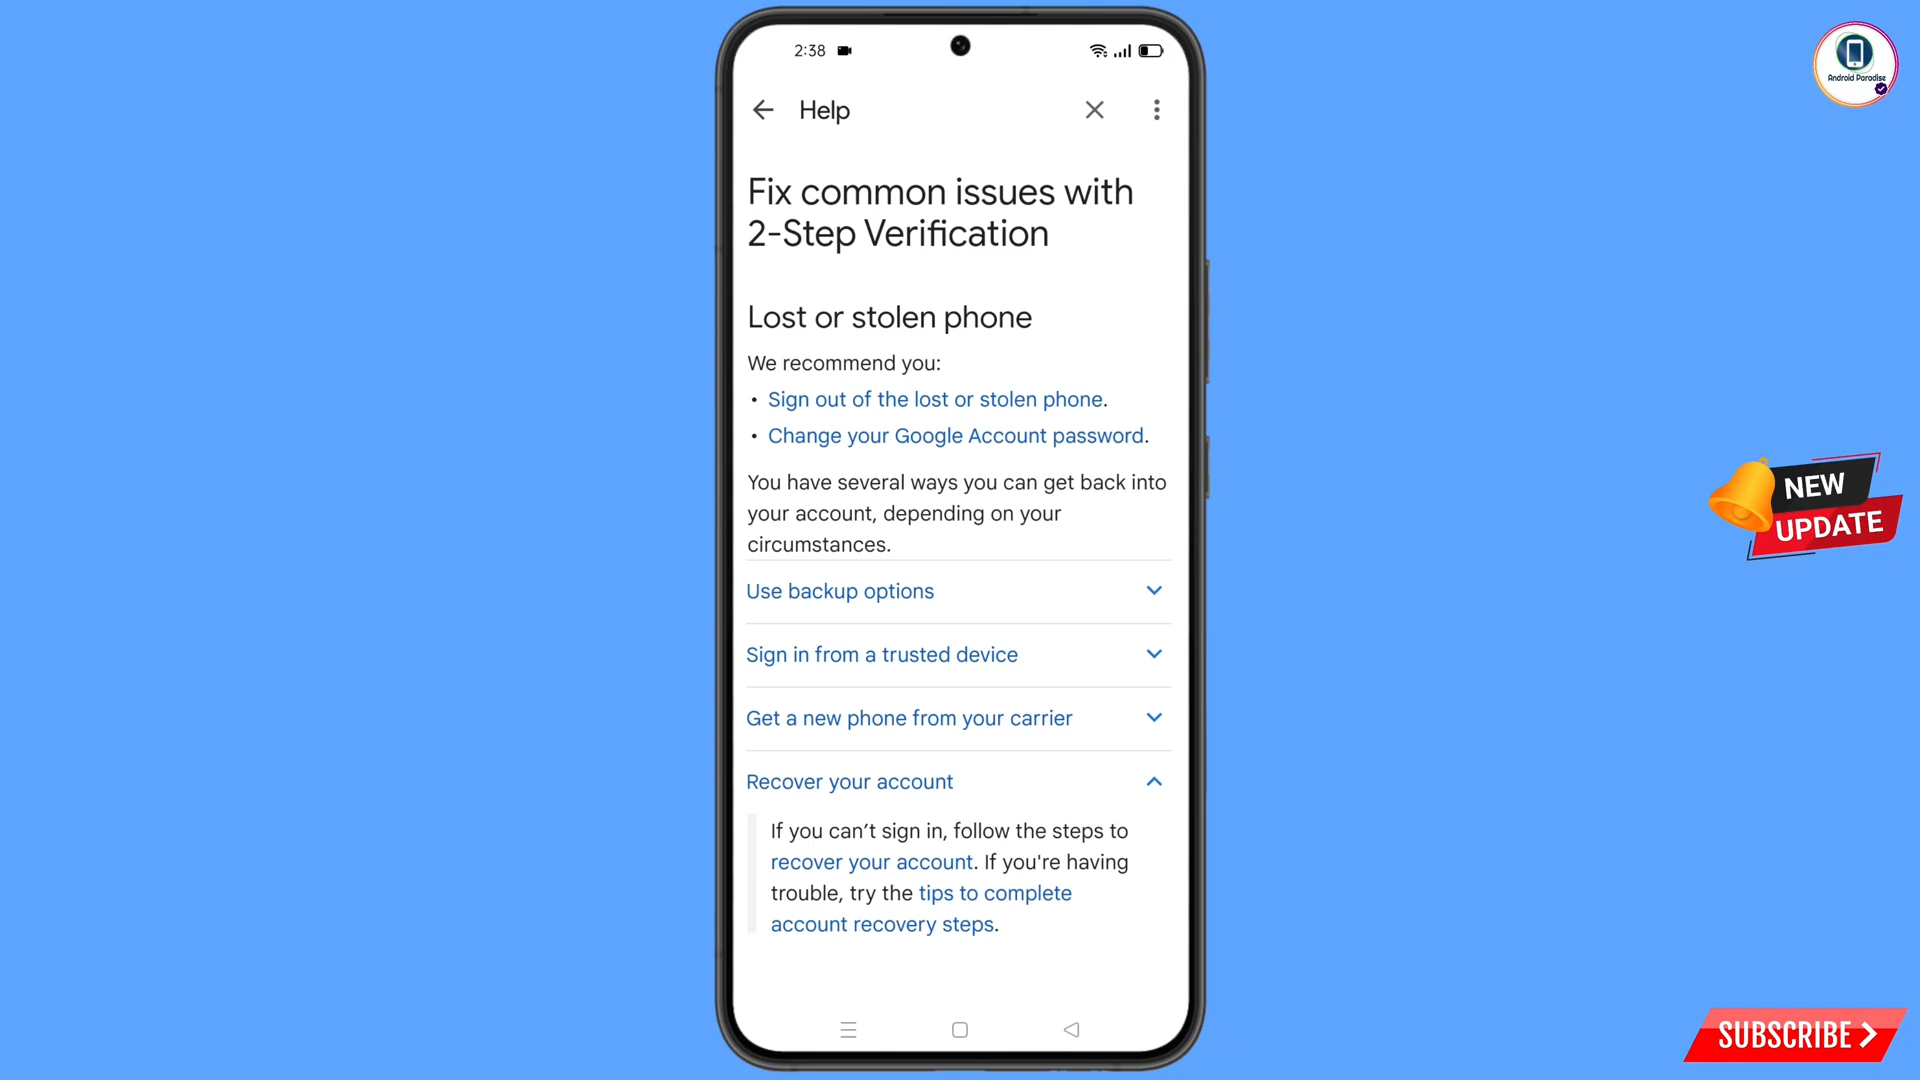 2:38
Android Paradise
Help
Fix common issues with
2-Step Verification
Lost or stolen phone
We recommend you:
• Sign out of the lost or stolen phone.
• Change your Google Account password.
You have several ways you can get back into
your account, depending on your
circumstances.
Use backup options
Sign in from a trusted device
Get a new phone from your carrier
Recover your account
If you can’t sign in, follow the steps to
recover your account. If you're having
trouble, try the tips to complete
account recovery steps.
NEW
UPDATE
SUBSCRIBE